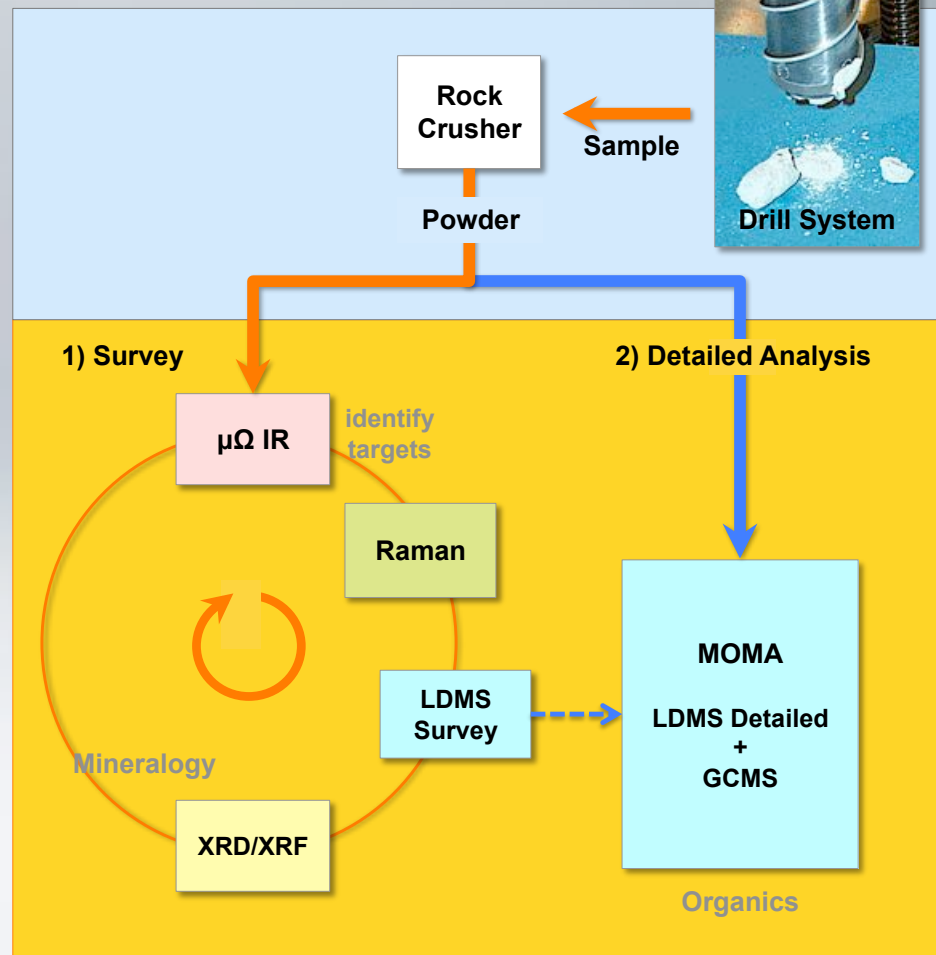 Rock
Crusher
Sample
Drill System
Powder
1) Survey
2) Detailed Analysis
µΩ IR
identify
targets
Raman
LDMS
Survey
MOMA
LDMS Detailed
+
GCMS
Mineralogy
XRD/XRF
Organics